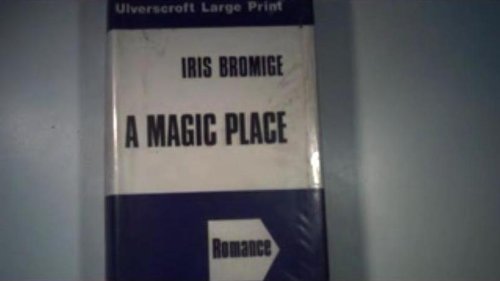 Ulverscroft Large Print
IRIS BROMIGE
A MAGIC PLACE
Romance